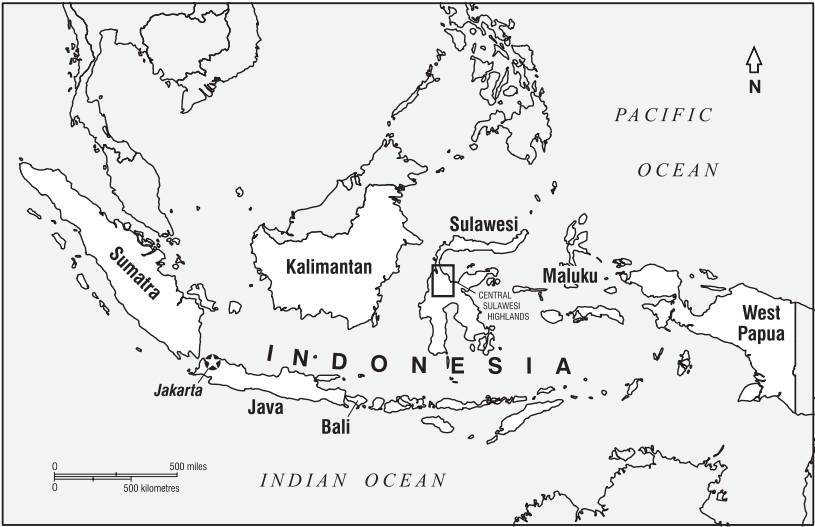 N
PACIFIC
OCEAN
Sulawesi
Sumatra
Kalimantan
Maluku
CENTRAL
SULAWESI
HIGHLANDS
West
Papua
INDONESIA
Jakarta
Java
Bali
0 500 miles
0 500 kilometres
INDIAN OCEAN